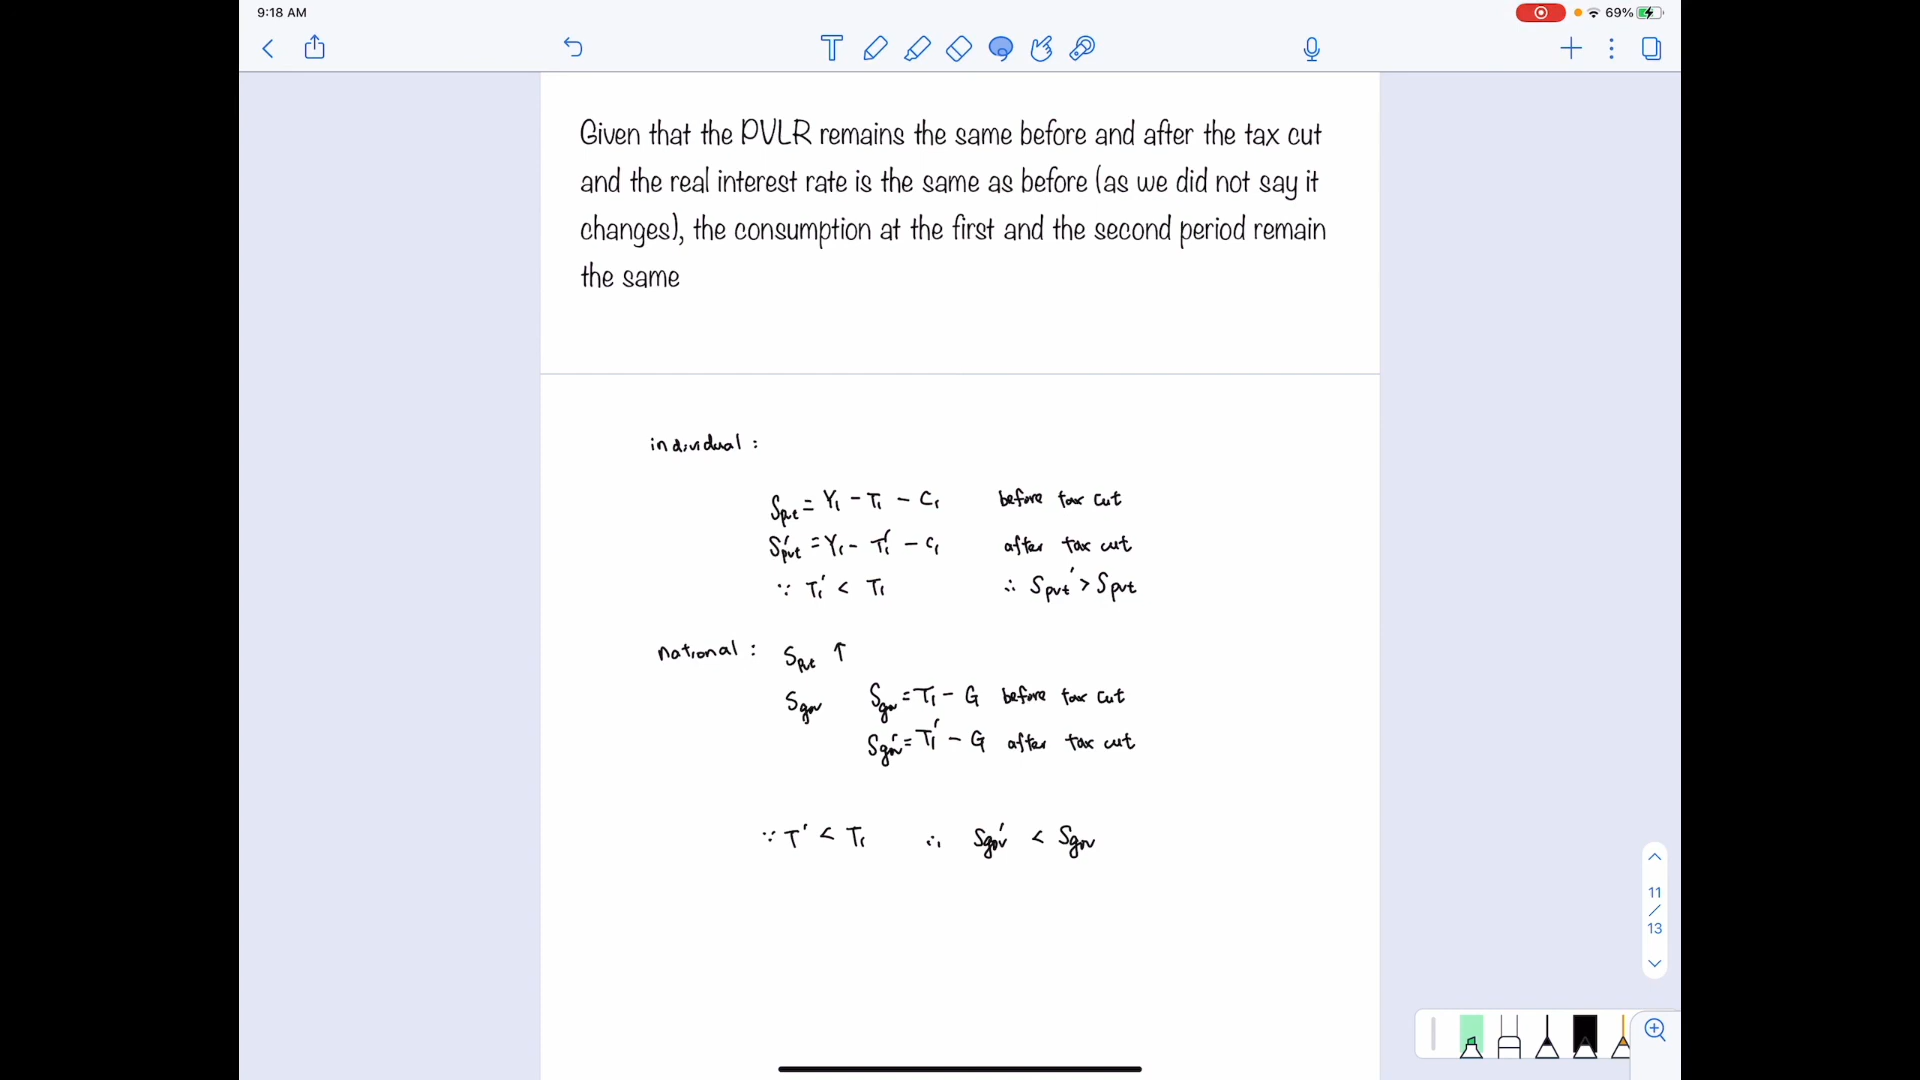 9:18 AM
69%
Given that the PVLR remains the same before and after the tax cut
and the real interest rate is the same as before (as we did not say it
changes), the consumption at the first and the second period remain
the same
individual :
Spvt = Y₁ - T₁ - C₁ before tax cut
Spvt' = Y₁ - T₁' - C₁ after tax cut
∵ T₁' < T₁ ∴ Spvt' > Spvt
national : Spvt ↑
Sgov Sgov = T₁ - G before tax cut
Sgov' = T₁' - G after tax cut
∵ T' < T₁ ∴ Sgov' < Sgov
11
/
13